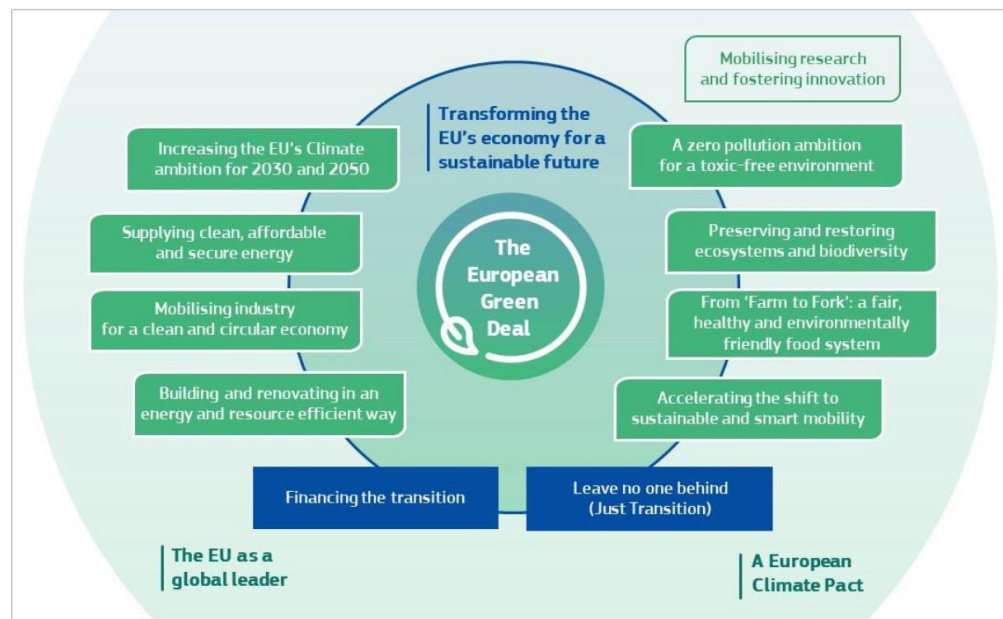 Mobilising research
and fostering innovation
Transforming the
EU's economy for a
sustainable future
Increasing the EU's Climate
ambition for 2030 and 2050
A zero pollution ambition
for a toxic-free environment
Supplying clean, affordable
and secure energy
Preserving and restoring
ecosystems and biodiversity
The
European
Green
Deal
Mobilising industry
for a clean and circular economy
From ‘Farm to Fork’: a fair,
healthy and environmentally
friendly food system
Building and renovating in an
energy and resource efficient way
Accelerating the shift to
sustainable and smart mobility
Financing the transition
Leave no one behind
(Just Transition)
The EU as a
global leader
A European
Climate Pact